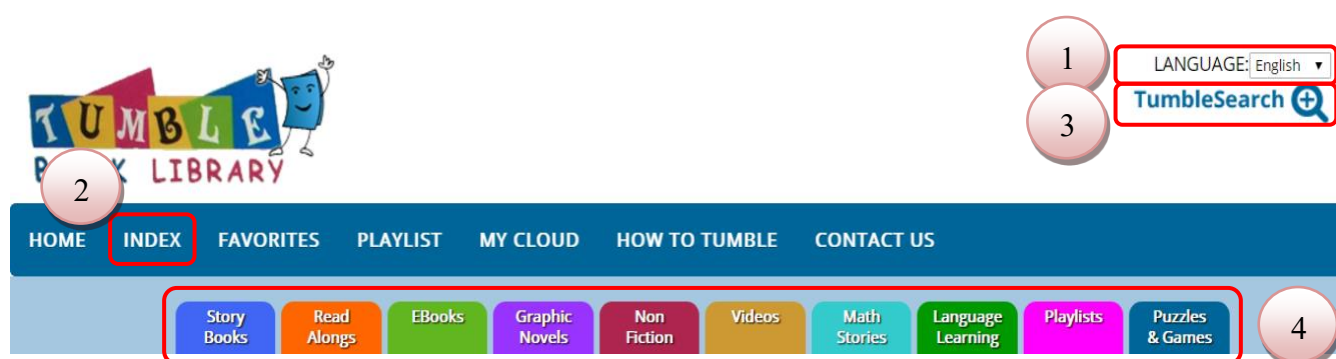 1
LANGUAGE: English
TumbleSearch
3
TUMBLE
LIBRARY
2
HOME INDEX FAVORITES PLAYLIST MY CLOUD HOW TO TUMBLE CONTACT US
Story Books
Read Alongs
EBooks
Graphic Novels
Non Fiction
Videos
Math Stories
Language Learning
Playlists
Puzzles & Games
4